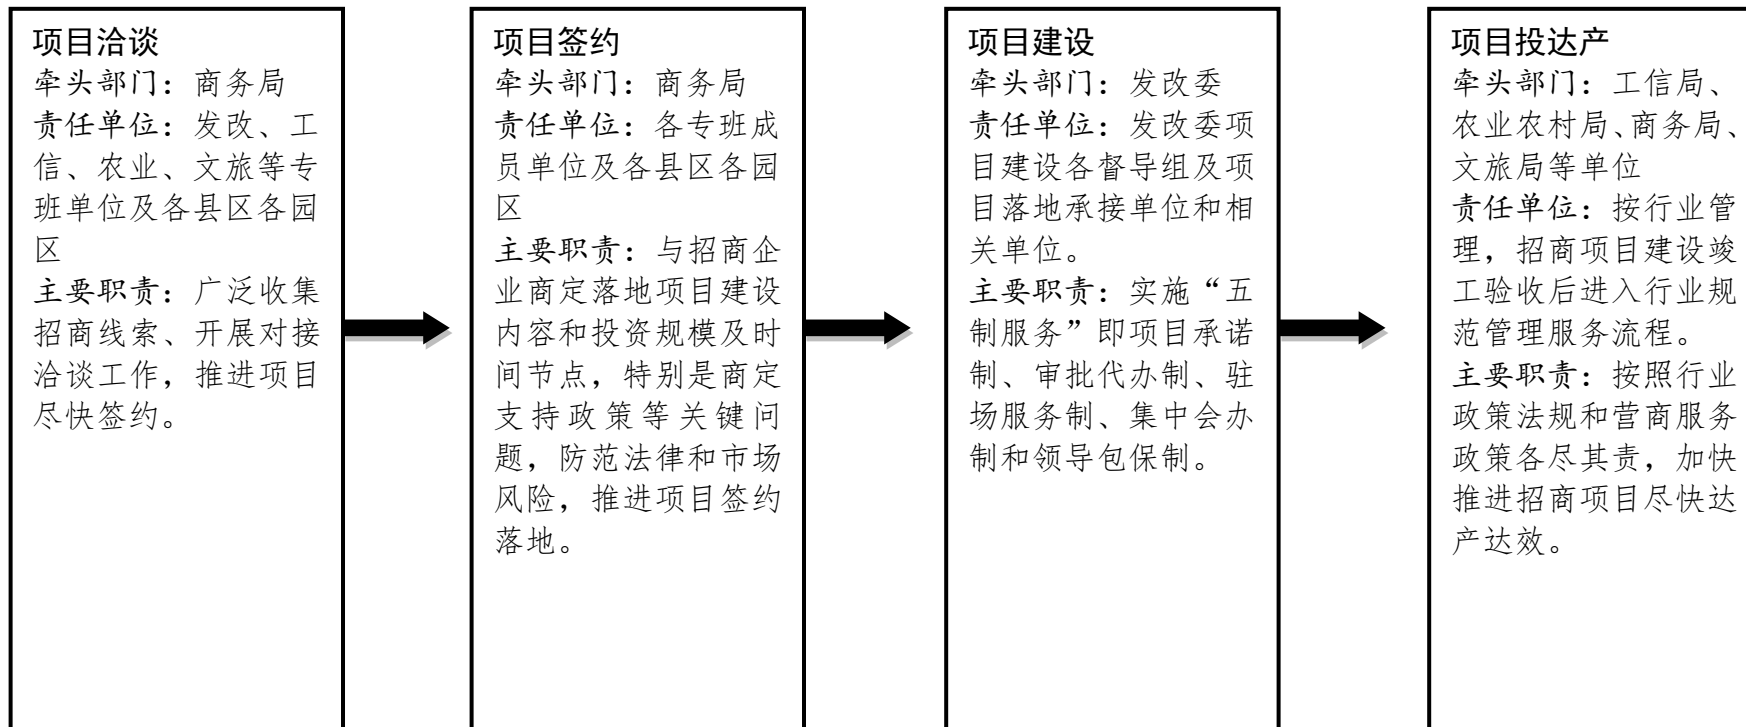 项目洽谈
牵头部门：商务局
责任单位：发改、工
信、农业、文旅等专
班单位及各县区各园
区
主要职责：广泛收集
招商线索、开展对接
洽谈工作，推进项目
尽快签约。
项目签约
牵头部门：商务局
责任单位：各专班成
员单位及各县区各园
区
主要职责：与招商企
业商定落地项目建设
内容和投资规模及时
间节点，特别是商定
支持政策等关键问
题，防范法律和市场
风险，推进项目签约
落地。
项目建设
牵头部门：发改委
责任单位：发改委项
目建设各督导组及项
目落地承接单位和相
关单位。
主要职责：实施“五
制服务”即项目承诺
制、审批代办制、驻
场服务制、集中会办
制和领导包保制。
项目投达产
牵头部门：工信局、
农业农村局、商务局、
文旅局等单位
责任单位：按行业管
理，招商项目建设竣
工验收后进入行业规
范管理服务流程。
主要职责：按照行业
政策法规和营商服务
政策各尽其责，加快
推进招商项目尽快达
产达效。